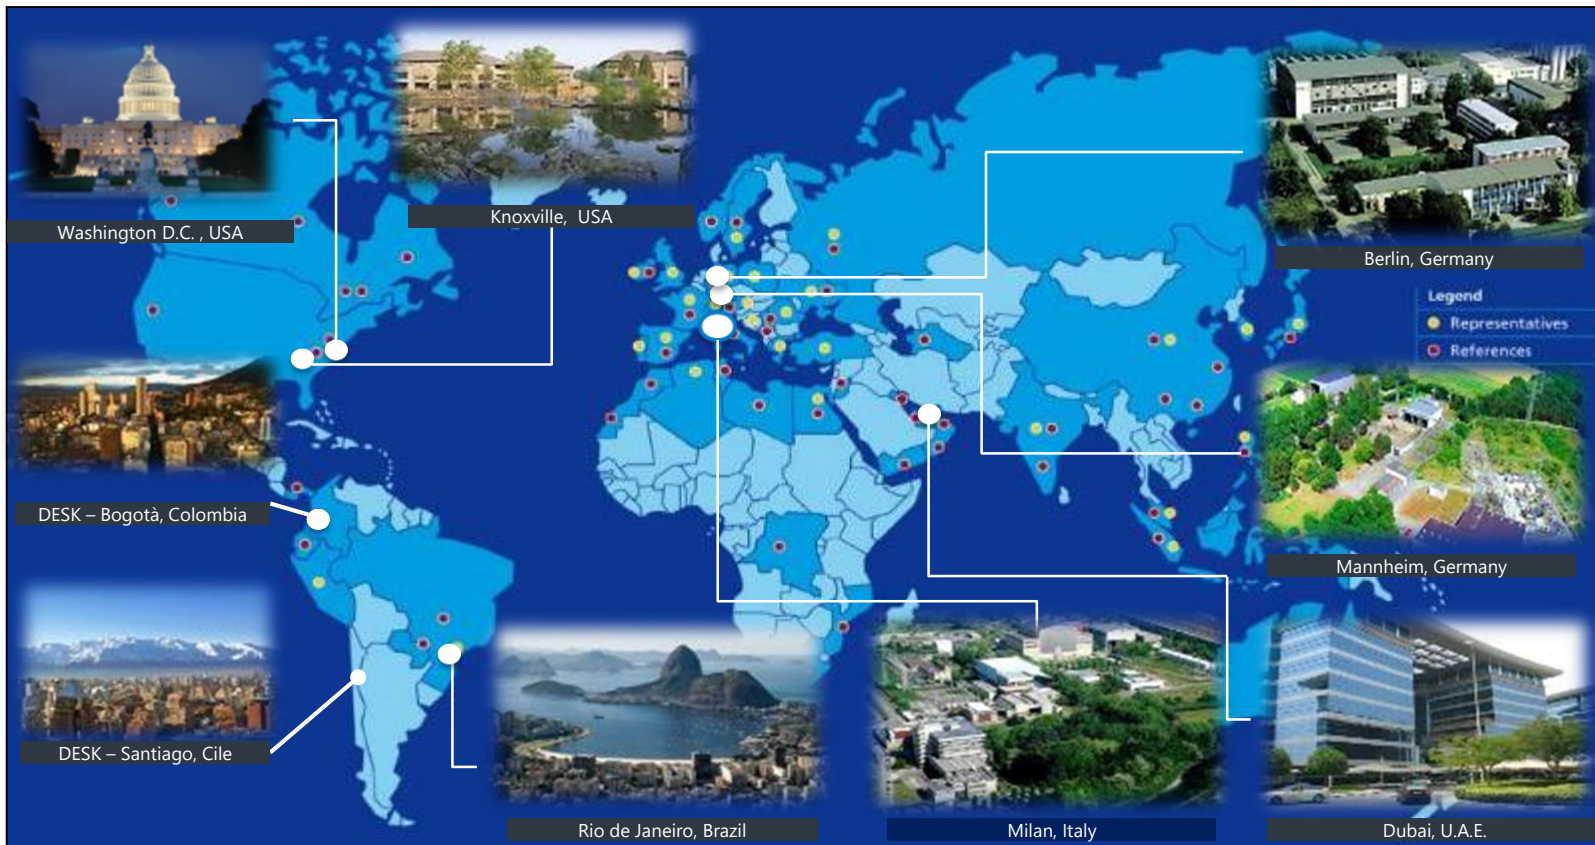 Washington D.C. , USA
Knoxville,  USA
Berlin, Germany
Legend
Representatives
References
DESK – Bogotà, Colombia
Mannheim, Germany
DESK – Santiago, Cile
Rio de Janeiro, Brazil
Milan, Italy
Dubai, U.A.E.